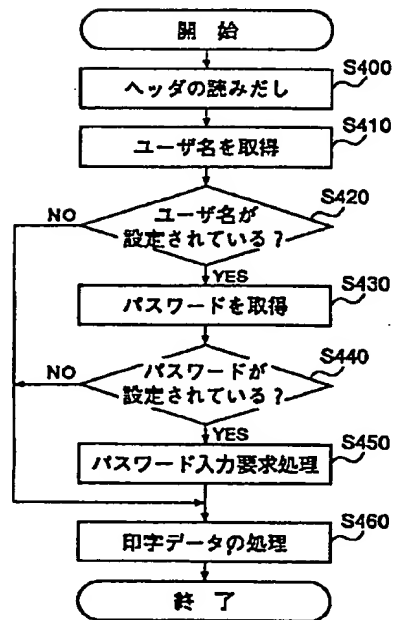 開 始
S400
ヘッダの読みだし
S410
ユーザ名を取得
S420
NO
ユーザ名が
設定されている?
YES
S430
パスワードを取得
S440
NO
パスワードが
設定されている?
YES
S450
パスワード入力要求処理
S460
印字データの処理
終 了